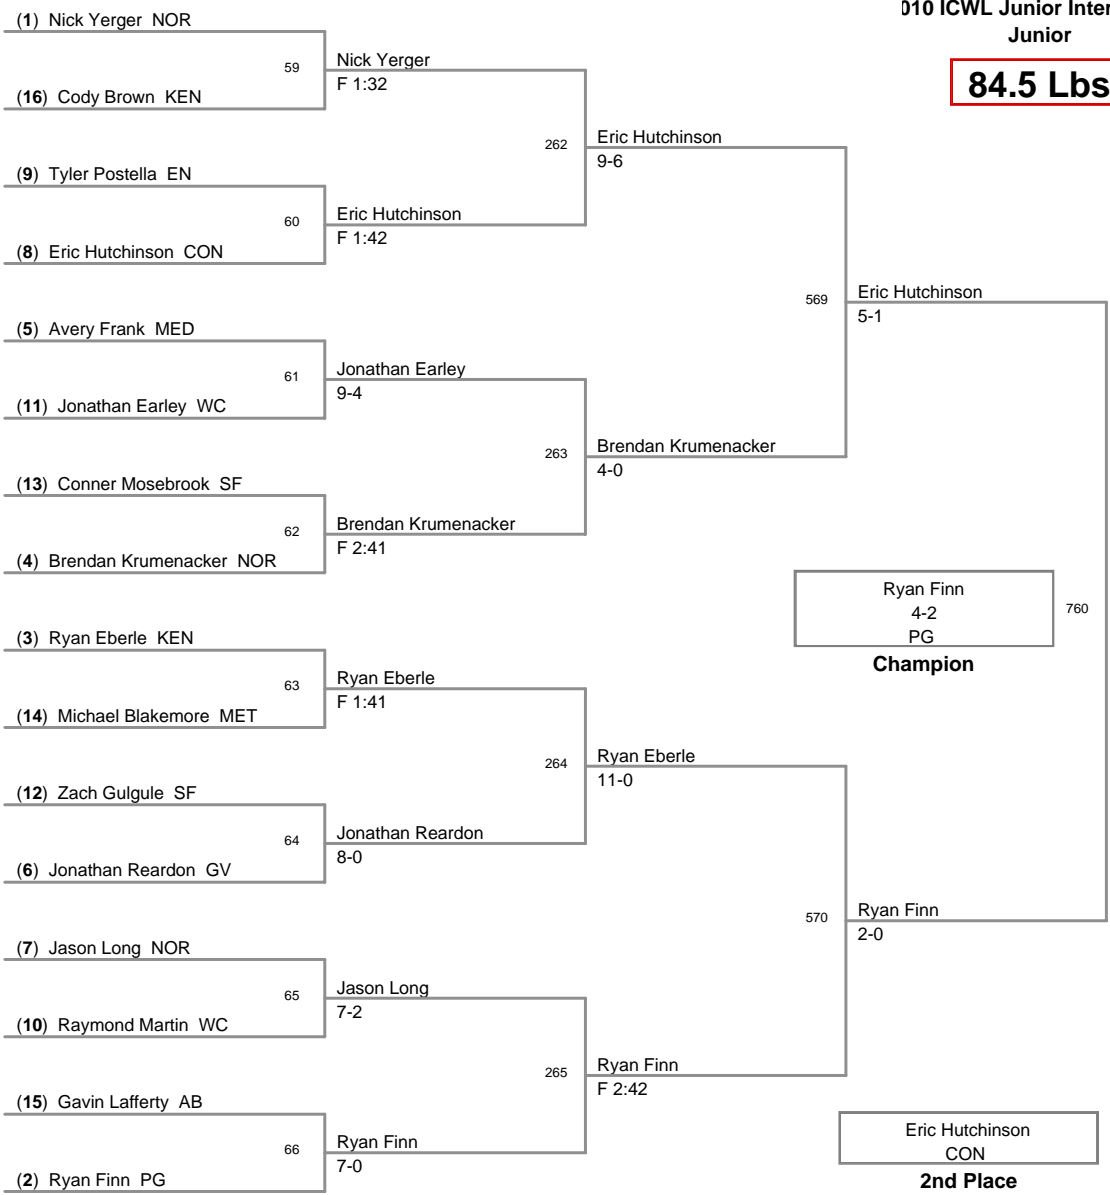 010 ICWL Junior Inter
Junior
84.5 Lbs
(1) Nick Yerger NOR
59
Nick Yerger
F 1:32
(16) Cody Brown KEN
262
Eric Hutchinson
9-6
(9) Tyler Postella EN
60
Eric Hutchinson
F 1:42
(8) Eric Hutchinson CON
569
Eric Hutchinson
5-1
(5) Avery Frank MED
61
Jonathan Earley
9-4
(11) Jonathan Earley WC
263
Brendan Krumenacker
4-0
(13) Conner Mosebrook SF
62
Brendan Krumenacker
F 2:41
(4) Brendan Krumenacker NOR
Ryan Finn
4-2
PG
760
Champion
(3) Ryan Eberle KEN
63
Ryan Eberle
F 1:41
(14) Michael Blakemore MET
264
Ryan Eberle
11-0
(12) Zach Gulgule SF
64
Jonathan Reardon
8-0
(6) Jonathan Reardon GV
570
Ryan Finn
2-0
(7) Jason Long NOR
65
Jason Long
7-2
(10) Raymond Martin WC
265
Ryan Finn
F 2:42
(15) Gavin Lafferty AB
66
Ryan Finn
7-0
(2) Ryan Finn PG
Eric Hutchinson
CON
2nd Place